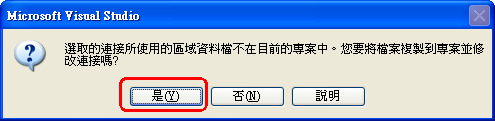 Microsoft Visual Studio
選取的連接所使用的區域資料檔不在目前的專案中。您要將檔案複製到專案並修
改連接嗎?
是(Y)
否(N)
說明